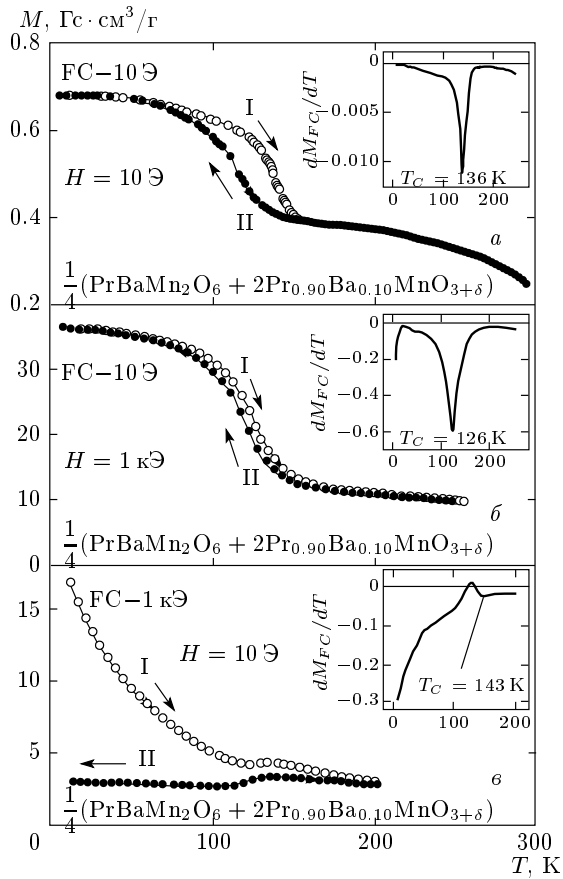 M, Гс · см³/г
0.8
FC−10 Э
I
0.6
H = 10 Э
II
0.4
а
¼(PrBaMn₂O₆ + 2Pr₀.₉₀Ba₀.₁₀MnO₃₊δ)
0.2
dM_FC/dT
0
−0.005
−0.010
T_C = 136 K
0 100 200
FC−10 Э
I
30
20
H = 1 кЭ
II
10
б
¼(PrBaMn₂O₆ + 2Pr₀.₉₀Ba₀.₁₀MnO₃₊δ)
0
dM_FC/dT
0
−0.2
−0.4
−0.6
T_C = 126 K
0 100 200
FC−1 кЭ
15
H = 10 Э
I
10
5
II
в
¼(PrBaMn₂O₆ + 2Pr₀.₉₀Ba₀.₁₀MnO₃₊δ)
dM_FC/dT
0
−0.1
−0.2
−0.3
T_C = 143 K
0 100 200
0 100 200 300
T, K